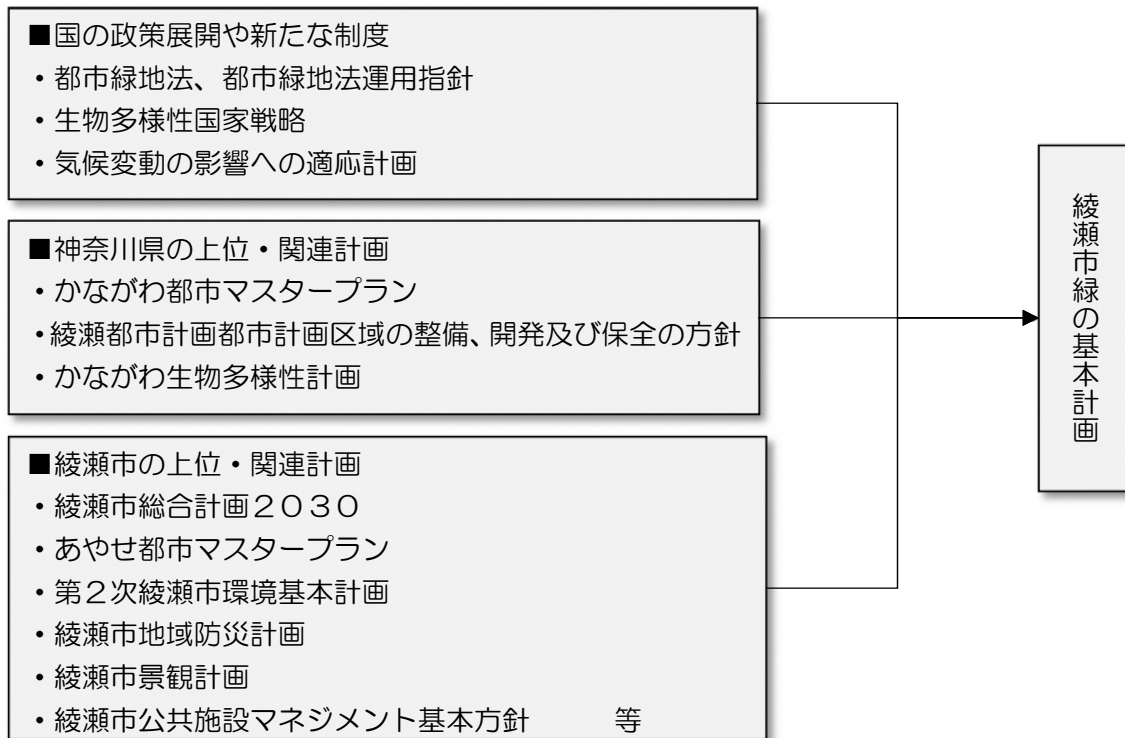 ■国の政策展開や新たな制度
・都市緑地法、都市緑地法運用指針
・生物多様性国家戦略
・気候変動の影響への適応計画
■神奈川県の上位・関連計画
・かながわ都市マスタープラン
・綾瀬都市計画都市計画区域の整備、開発及び保全の方針
・かながわ生物多様性計画
■綾瀬市の上位・関連計画
・綾瀬市総合計画２０３０
・あやせ都市マスタープラン
・第２次綾瀬市環境基本計画
・綾瀬市地域防災計画
・綾瀬市景観計画
・綾瀬市公共施設マネジメント基本方針　　　等
綾瀬市緑の基本計画